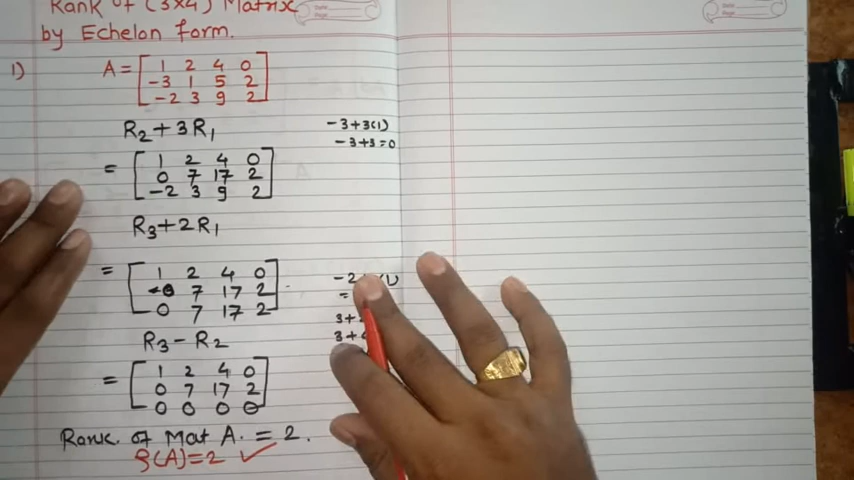 Rank of (3x4) Matrix
by Echelon form.
1) A = [ 1 2 4 0
-3 1 5 2
-2 3 9 2 ]
R2 + 3R1
-3+3(1)
-3+3=0
= [ 1 2 4 0
0 7 17 2
-2 3 9 2 ]
R3 + 2R1
= [ 1 2 4 0
0 7 17 2
0 7 17 2 ]
-2
=
3+
3+
R3 - R2
= [ 1 2 4 0
0 7 17 2
0 0 0 0 ]
Rank. of Mat A. = 2.
ρ(A)=2 ✓